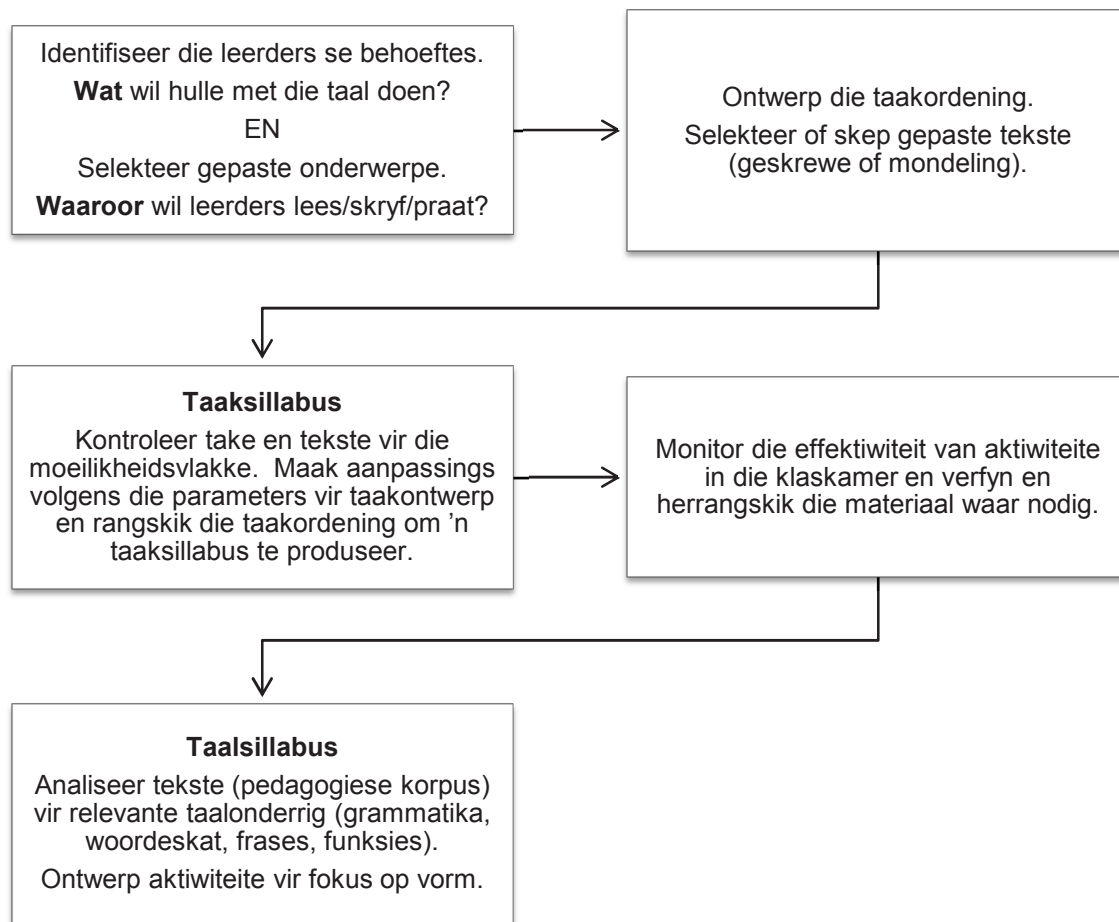 Identifiseer die leerders se behoeftes.
Wat wil hulle met die taal doen?
EN
Selekteer gepaste onderwerpe.
Waaroor wil leerders lees/skryf/praat?
Ontwerp die taakordening.
Selekteer of skep gepaste tekste
(geskrewe of mondeling).
Taaksillabus
Kontroleer take en tekste vir die
moeilikheidsvlakke. Maak aanpassings
volgens die parameters vir taakontwerp
en rangskik die taakordening om ’n
taaksillabus te produseer.
Monitor die effektiwiteit van aktiwiteite
in die klaskamer en verfyn en
herrangskik die materiaal waar nodig.
Taalsillabus
Analiseer tekste (pedagogiese korpus)
vir relevante taalonderrig (grammatika,
woordeskat, frases, funksies).
Ontwerp aktiwiteite vir fokus op vorm.